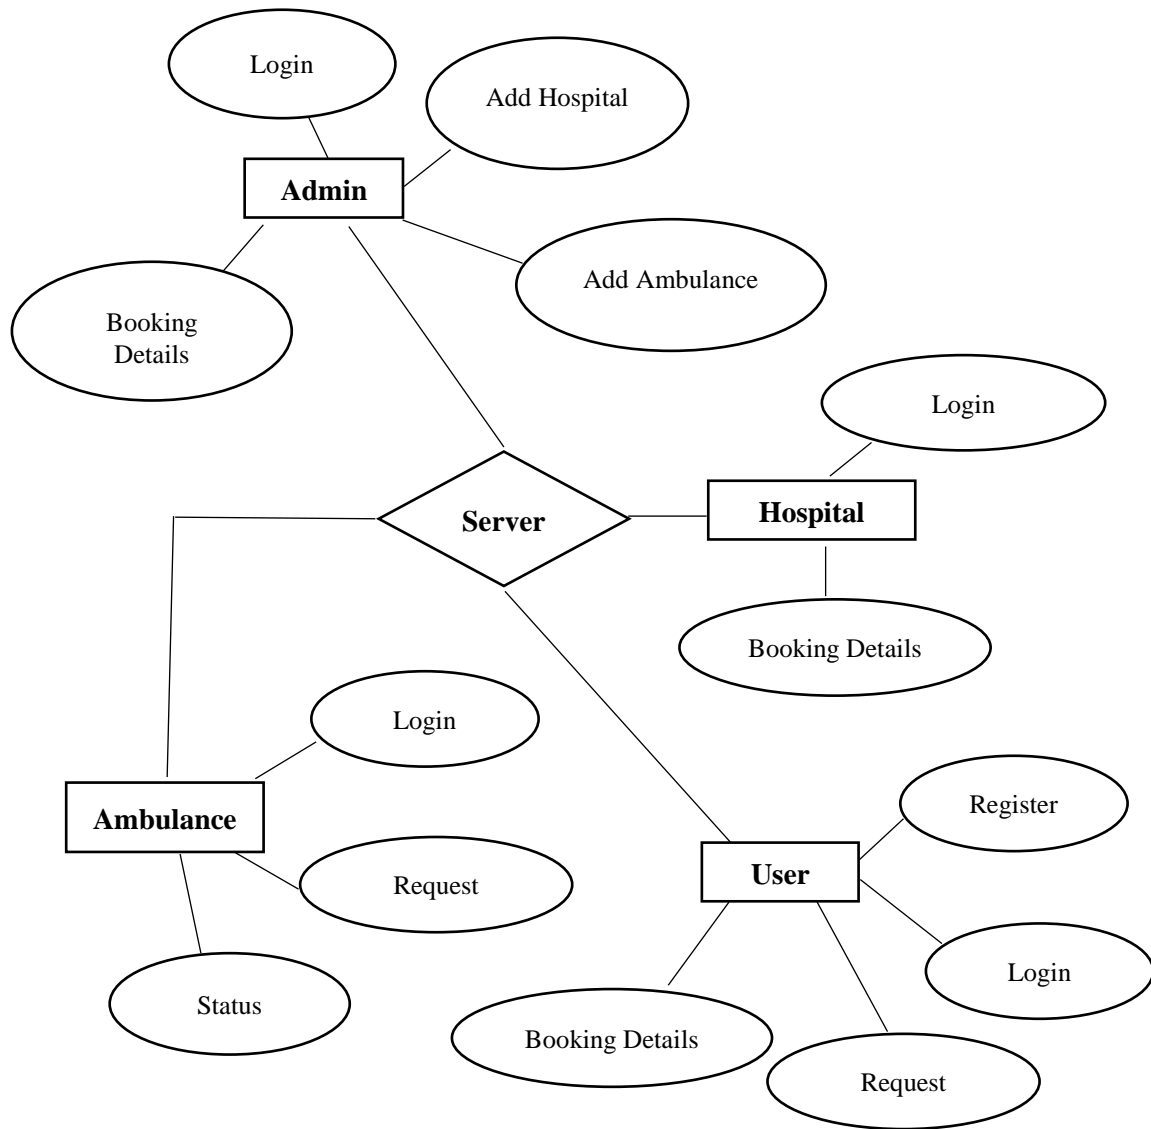 Login
Add Hospital
Admin
Add Ambulance
Booking
Details
Login
Server
Hospital
Booking Details
Login
Ambulance
Register
Request
User
Login
Status
Booking Details
Request